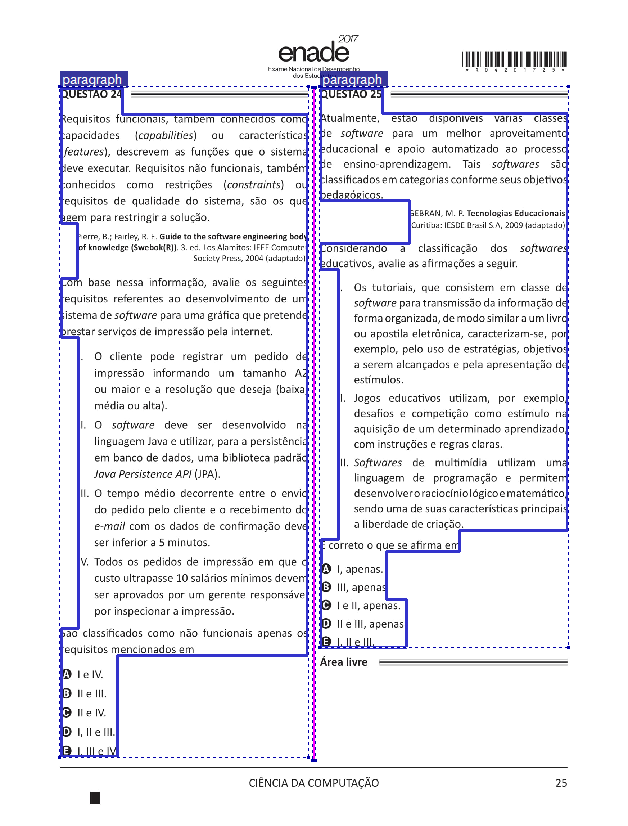 enade
2017
Exame Nacional de Desempenho
dos Estudantes
*R0420172 5*
paragraph
QUESTÃO 24
Requisitos funcionais, também conhecidos como
capacidades (capabilities) ou características
(features), descrevem as funções que o sistema
deve executar. Requisitos não funcionais, também
conhecidos como restrições (constraints) ou
requisitos de qualidade do sistema, são os que
agem para restringir a solução.
Pierre, B.; Fairley, R. E. Guide to the software engineering body
of knowledge (Swebok(R)). 3. ed. Los Alamitos: IEEE Computer
Society Press, 2004 (adaptado)
Com base nessa informação, avalie os seguintes
requisitos referentes ao desenvolvimento de um
sistema de software para uma gráfica que pretende
prestar serviços de impressão pela internet.
I. O cliente pode registrar um pedido de
impressão informando um tamanho A2
ou maior e a resolução que deseja (baixa,
média ou alta).
II. O software deve ser desenvolvido na
linguagem Java e utilizar, para a persistência
em banco de dados, uma biblioteca padrão
Java Persistence API (JPA).
III. O tempo médio decorrente entre o envio
do pedido pelo cliente e o recebimento do
e-mail com os dados de confirmação deve
ser inferior a 5 minutos.
IV. Todos os pedidos de impressão em que o
custo ultrapasse 10 salários mínimos devem
ser aprovados por um gerente responsável
por inspecionar a impressão.
São classificados como não funcionais apenas os
requisitos mencionados em
A I e IV.
B II e III.
C II e IV.
D I, II e III.
E I, III e IV.
paragraph
QUESTÃO 25
Atualmente, estão disponíveis várias classes
de software para um melhor aproveitamento
educacional e apoio automatizado ao processo
de ensino-aprendizagem. Tais softwares são
classificados em categorias conforme seus objetivos
pedagógicos.
GEBRAN, M. P. Tecnologias Educacionais.
Curitiba: IESDE Brasil S.A, 2009 (adaptado)
Considerando a classificação dos softwares
educativos, avalie as afirmações a seguir.
I. Os tutoriais, que consistem em classe de
software para transmissão da informação de
forma organizada, de modo similar a um livro
ou apostila eletrônica, caracterizam-se, por
exemplo, pelo uso de estratégias, objetivos
a serem alcançados e pela apresentação de
estímulos.
II. Jogos educativos utilizam, por exemplo,
desafios e competição como estímulo na
aquisição de um determinado aprendizado,
com instruções e regras claras.
III. Softwares de multimídia utilizam uma
linguagem de programação e permitem
desenvolver o raciocínio lógico e matemático,
sendo uma de suas características principais
a liberdade de criação.
É correto o que se afirma em
A I, apenas.
B III, apenas.
C I e II, apenas.
D II e III, apenas.
E I, II e III.
Área livre
CIÊNCIA DA COMPUTAÇÃO
25